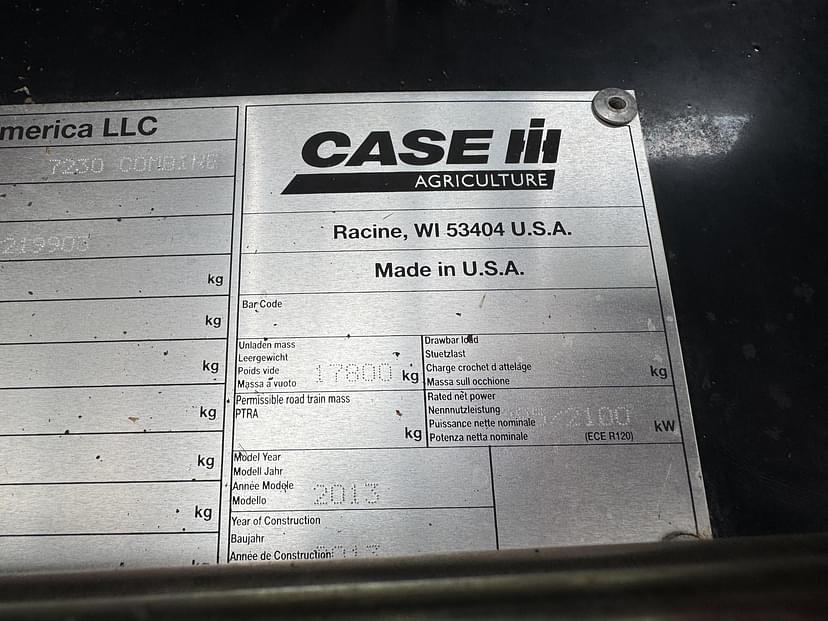 merica LLC
7230 COMBINE
219903
kg
kg
kg
kg
kg
kg
CASE IH
AGRICULTURE
Racine, WI 53404 U.S.A.
Made in U.S.A.
Bar Code
Unladen mass
Leergewicht
Poids vide
Massa a vuoto
17800 kg
Drawbar load
Stuetzlast
Charge crochet d attelage
Massa sull occhione
kg
Permissible road train mass
PTRA
kg
Rated net power
Nennnutzleistung
Puissance nette nominale
Potenza netta nominale
/2100
(ECE R120)
kW
Model Year
Modell Jahr
Année Modele
Modello
2013
Year of Construction
Baujahr
Année de Construction